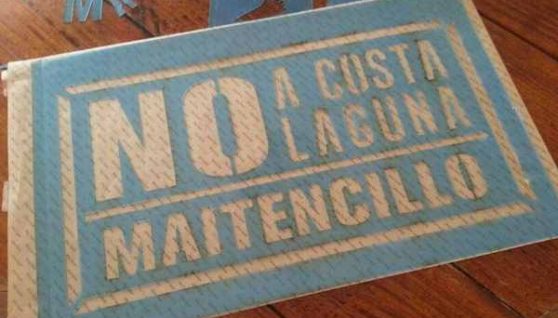 M
NO
A COSTA
LAGUNA
MAITENCILLO